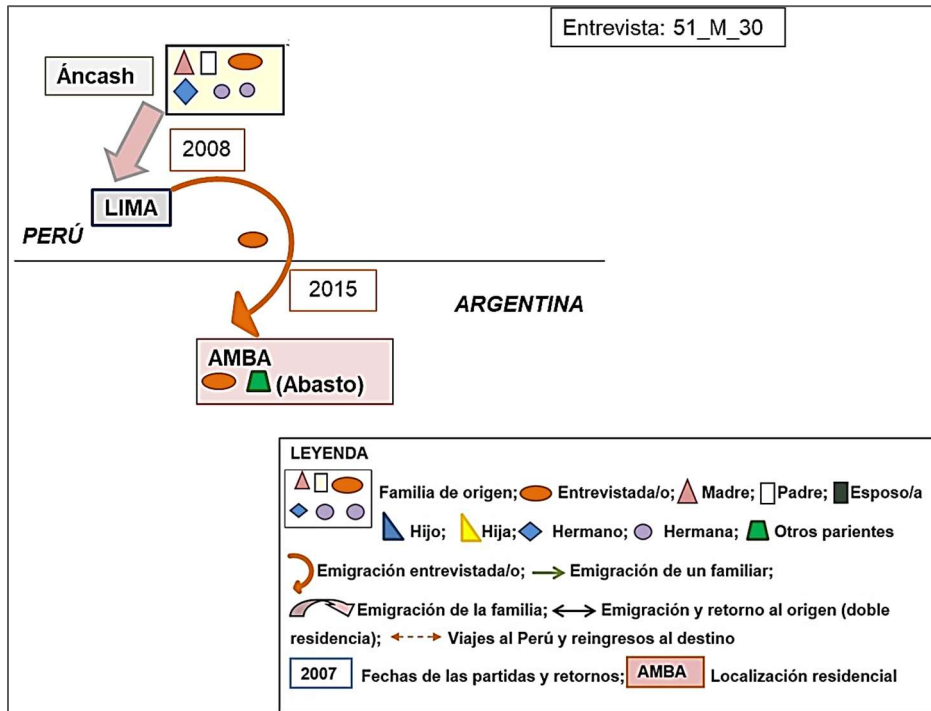 Entrevista: 51_M_30
Áncash
2008
LIMA
PERÚ
2015
ARGENTINA
AMBA
(Abasto)
LEYENDA
Familia de origen; Entrevistada/o; Madre; Padre; Esposo/a
Hijo; Hija; Hermano; Hermana; Otros parientes
Emigración entrevistada/o; Emigración de un familiar;
Emigración de la familia; Emigración y retorno al origen (doble
residencia); Viajes al Perú y reingresos al destino
2007 Fechas de las partidas y retornos; AMBA Localización residencial